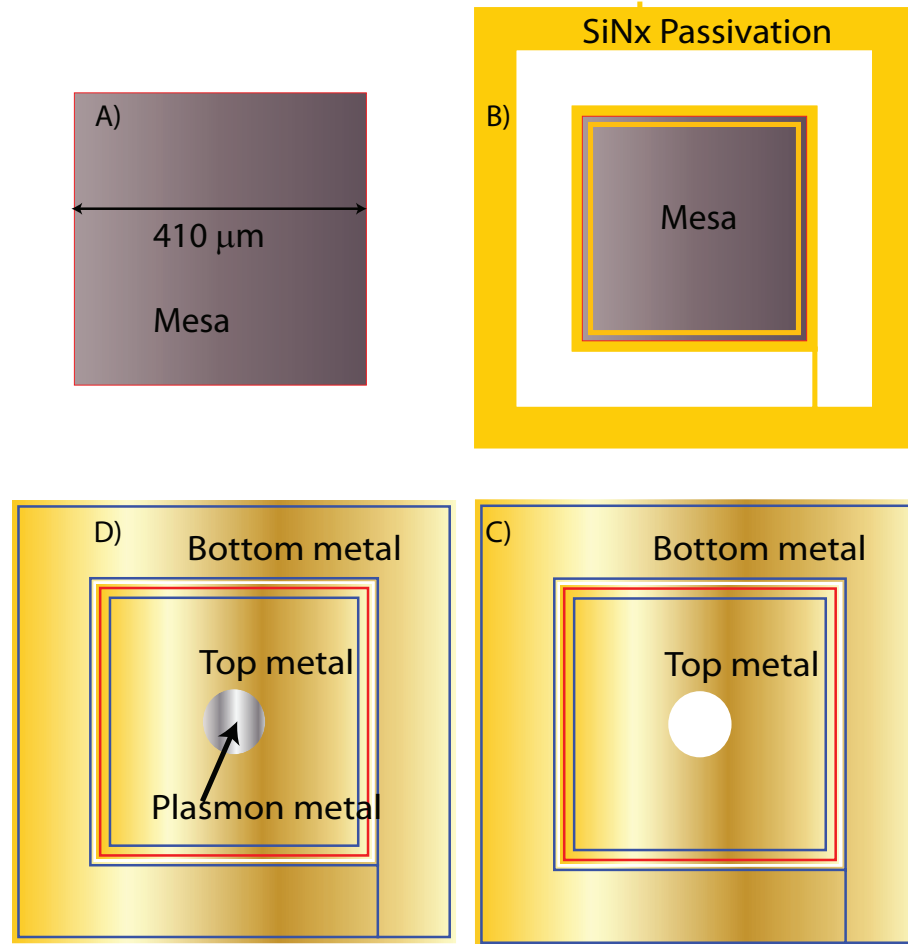 A)
410 μm
Mesa
SiNx Passivation
B)
Mesa
D)
Bottom metal
Top metal
Plasmon metal
C)
Bottom metal
Top metal